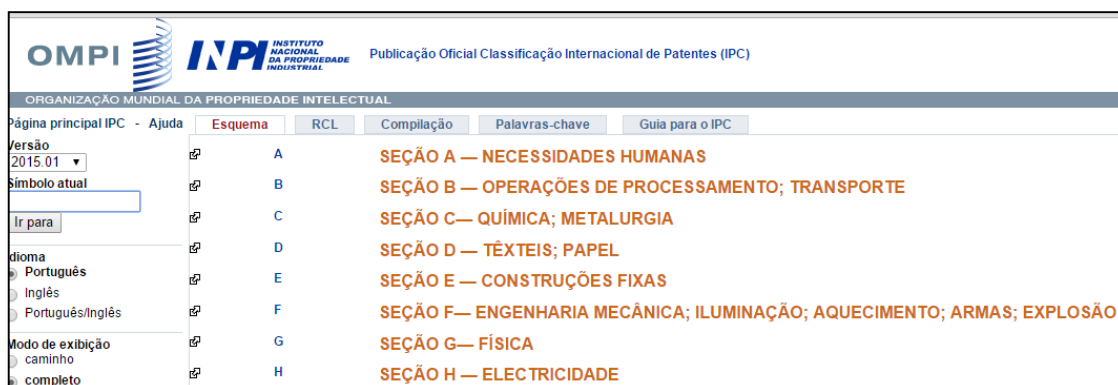 OMPI
INPI INSTITUTO
NACIONAL
DA PROPRIEDADE
INDUSTRIAL
Publicação Oficial Classificação Internacional de Patentes (IPC)
ORGANIZAÇÃO MUNDIAL DA PROPRIEDADE INTELECTUAL
Página principal IPC - Ajuda Esquema RCL Compilação Palavras-chave Guia para o IPC
Versão
2015.01
Símbolo atual
Ir para
Idioma
Português
Inglês
Português/Inglês
Modo de exibição
caminho
completo
A SEÇÃO A — NECESSIDADES HUMANAS
B SEÇÃO B — OPERAÇÕES DE PROCESSAMENTO; TRANSPORTE
C SEÇÃO C— QUÍMICA; METALURGIA
D SEÇÃO D — TÊXTEIS; PAPEL
E SEÇÃO E — CONSTRUÇÕES FIXAS
F SEÇÃO F— ENGENHARIA MECÂNICA; ILUMINAÇÃO; AQUECIMENTO; ARMAS; EXPLOSÃO
G SEÇÃO G— FÍSICA
H SEÇÃO H — ELECTRICIDADE